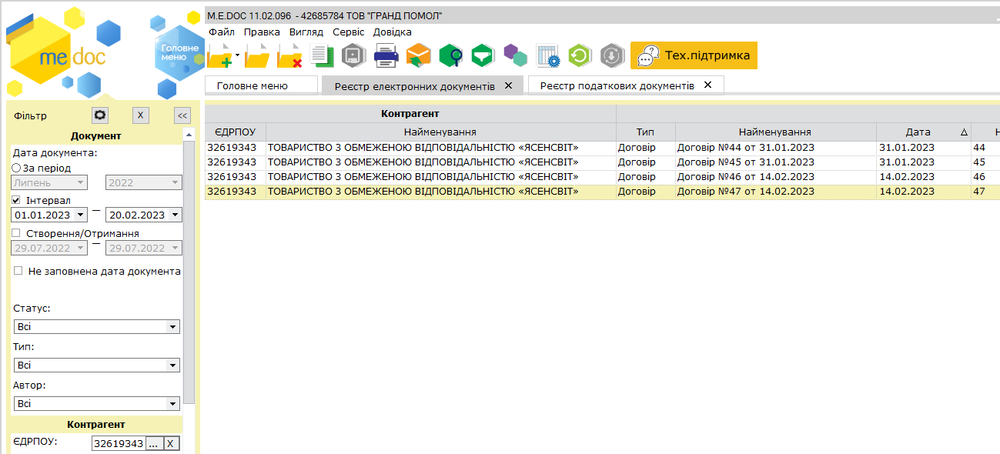 M.E.DOC 11.02.096 - 42685784 ТОВ "ГРАНД ПОМОЛ"
me doc
Головне меню
Файл Правка Вигляд Сервіс Довідка
Тех.підтримка
Головне меню Реєстр електронних документів X Реєстр податкових документів X
Фільтр X <<
Документ
Дата документа:
За період
Липень 2022
Інтервал
01.01.2023 — 20.02.2023
Створення/Отримання
29.07.2022 — 29.07.2022
Не заповнена дата документа
Статус:
Всі
Тип:
Всі
Автор:
Всі
Контрагент
ЄДРПОУ: 32619343 ... X
Контрагент
ЄДРПОУ Найменування Тип Найменування Дата
32619343 ТОВАРИСТВО З ОБМЕЖЕНОЮ ВІДПОВІДАЛЬНІСТЮ «ЯСЕНСВІТ» Договір Договір №44 от 31.01.2023 31.01.2023 44
32619343 ТОВАРИСТВО З ОБМЕЖЕНОЮ ВІДПОВІДАЛЬНІСТЮ «ЯСЕНСВІТ» Договір Договір №45 от 31.01.2023 31.01.2023 45
32619343 ТОВАРИСТВО З ОБМЕЖЕНОЮ ВІДПОВІДАЛЬНІСТЮ «ЯСЕНСВІТ» Договір Договір №46 от 14.02.2023 14.02.2023 46
32619343 ТОВАРИСТВО З ОБМЕЖЕНОЮ ВІДПОВІДАЛЬНІСТЮ «ЯСЕНСВІТ» Договір Договір №47 от 14.02.2023 14.02.2023 47